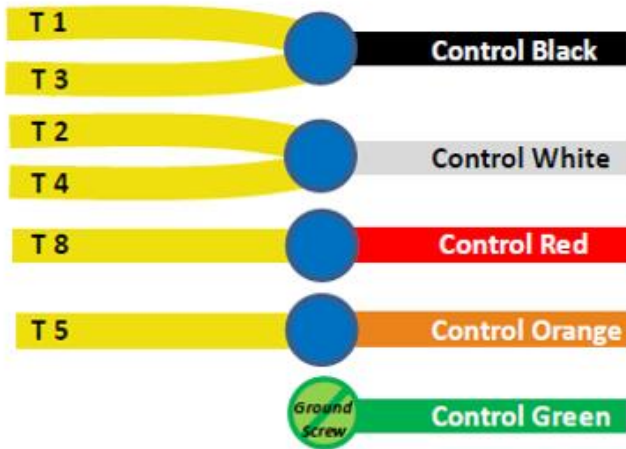 T 1
Control Black
T 3
T 2
Control White
T 4
T 8
Control Red
T 5
Control Orange
Ground
Screw
Control Green